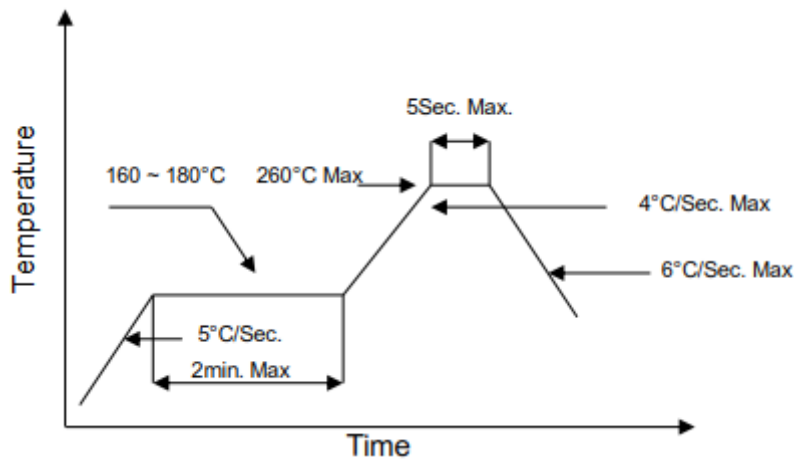 5Sec. Max.
160 ~ 180°C
260°C Max
4°C/Sec. Max
6°C/Sec. Max
5°C/Sec.
2min. Max
Temperature
Time